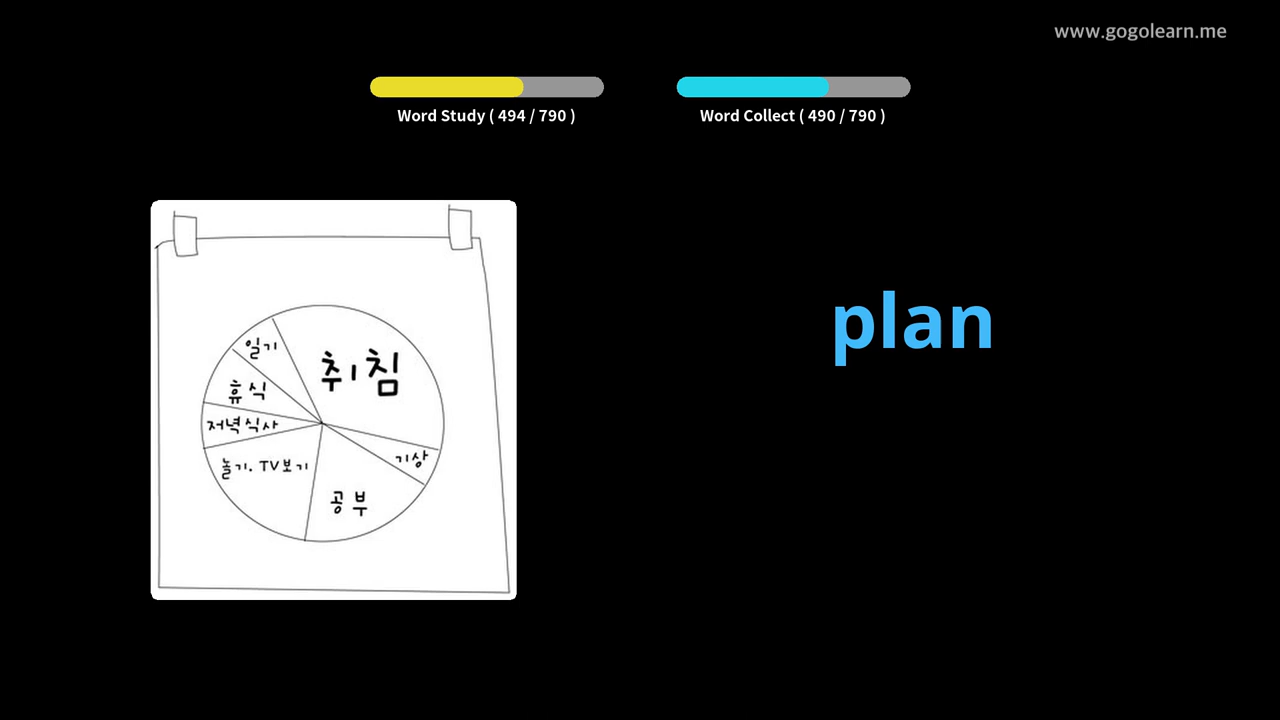 www.gogolearn.me
Word Study ( 494 / 790 )
Word Collect ( 490 / 790 )
plan
일기
취침
휴식
저녁식사
놀기. TV보기
기상
공부